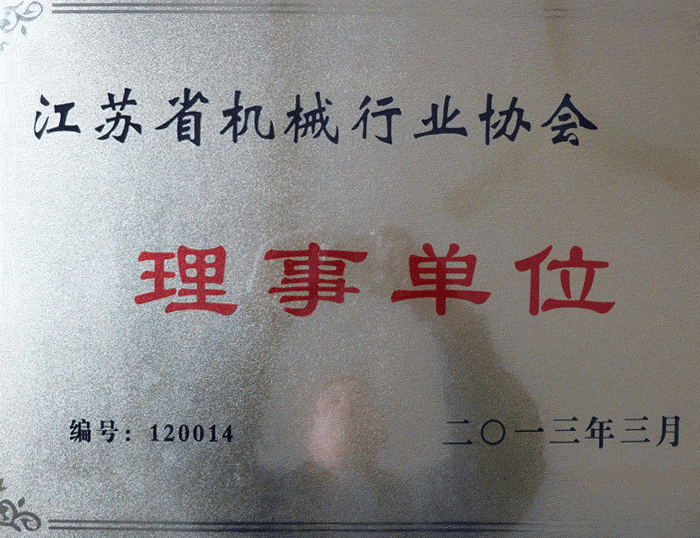 江苏省机械行业协会
理事单位
编号：120014
二〇一三年三月